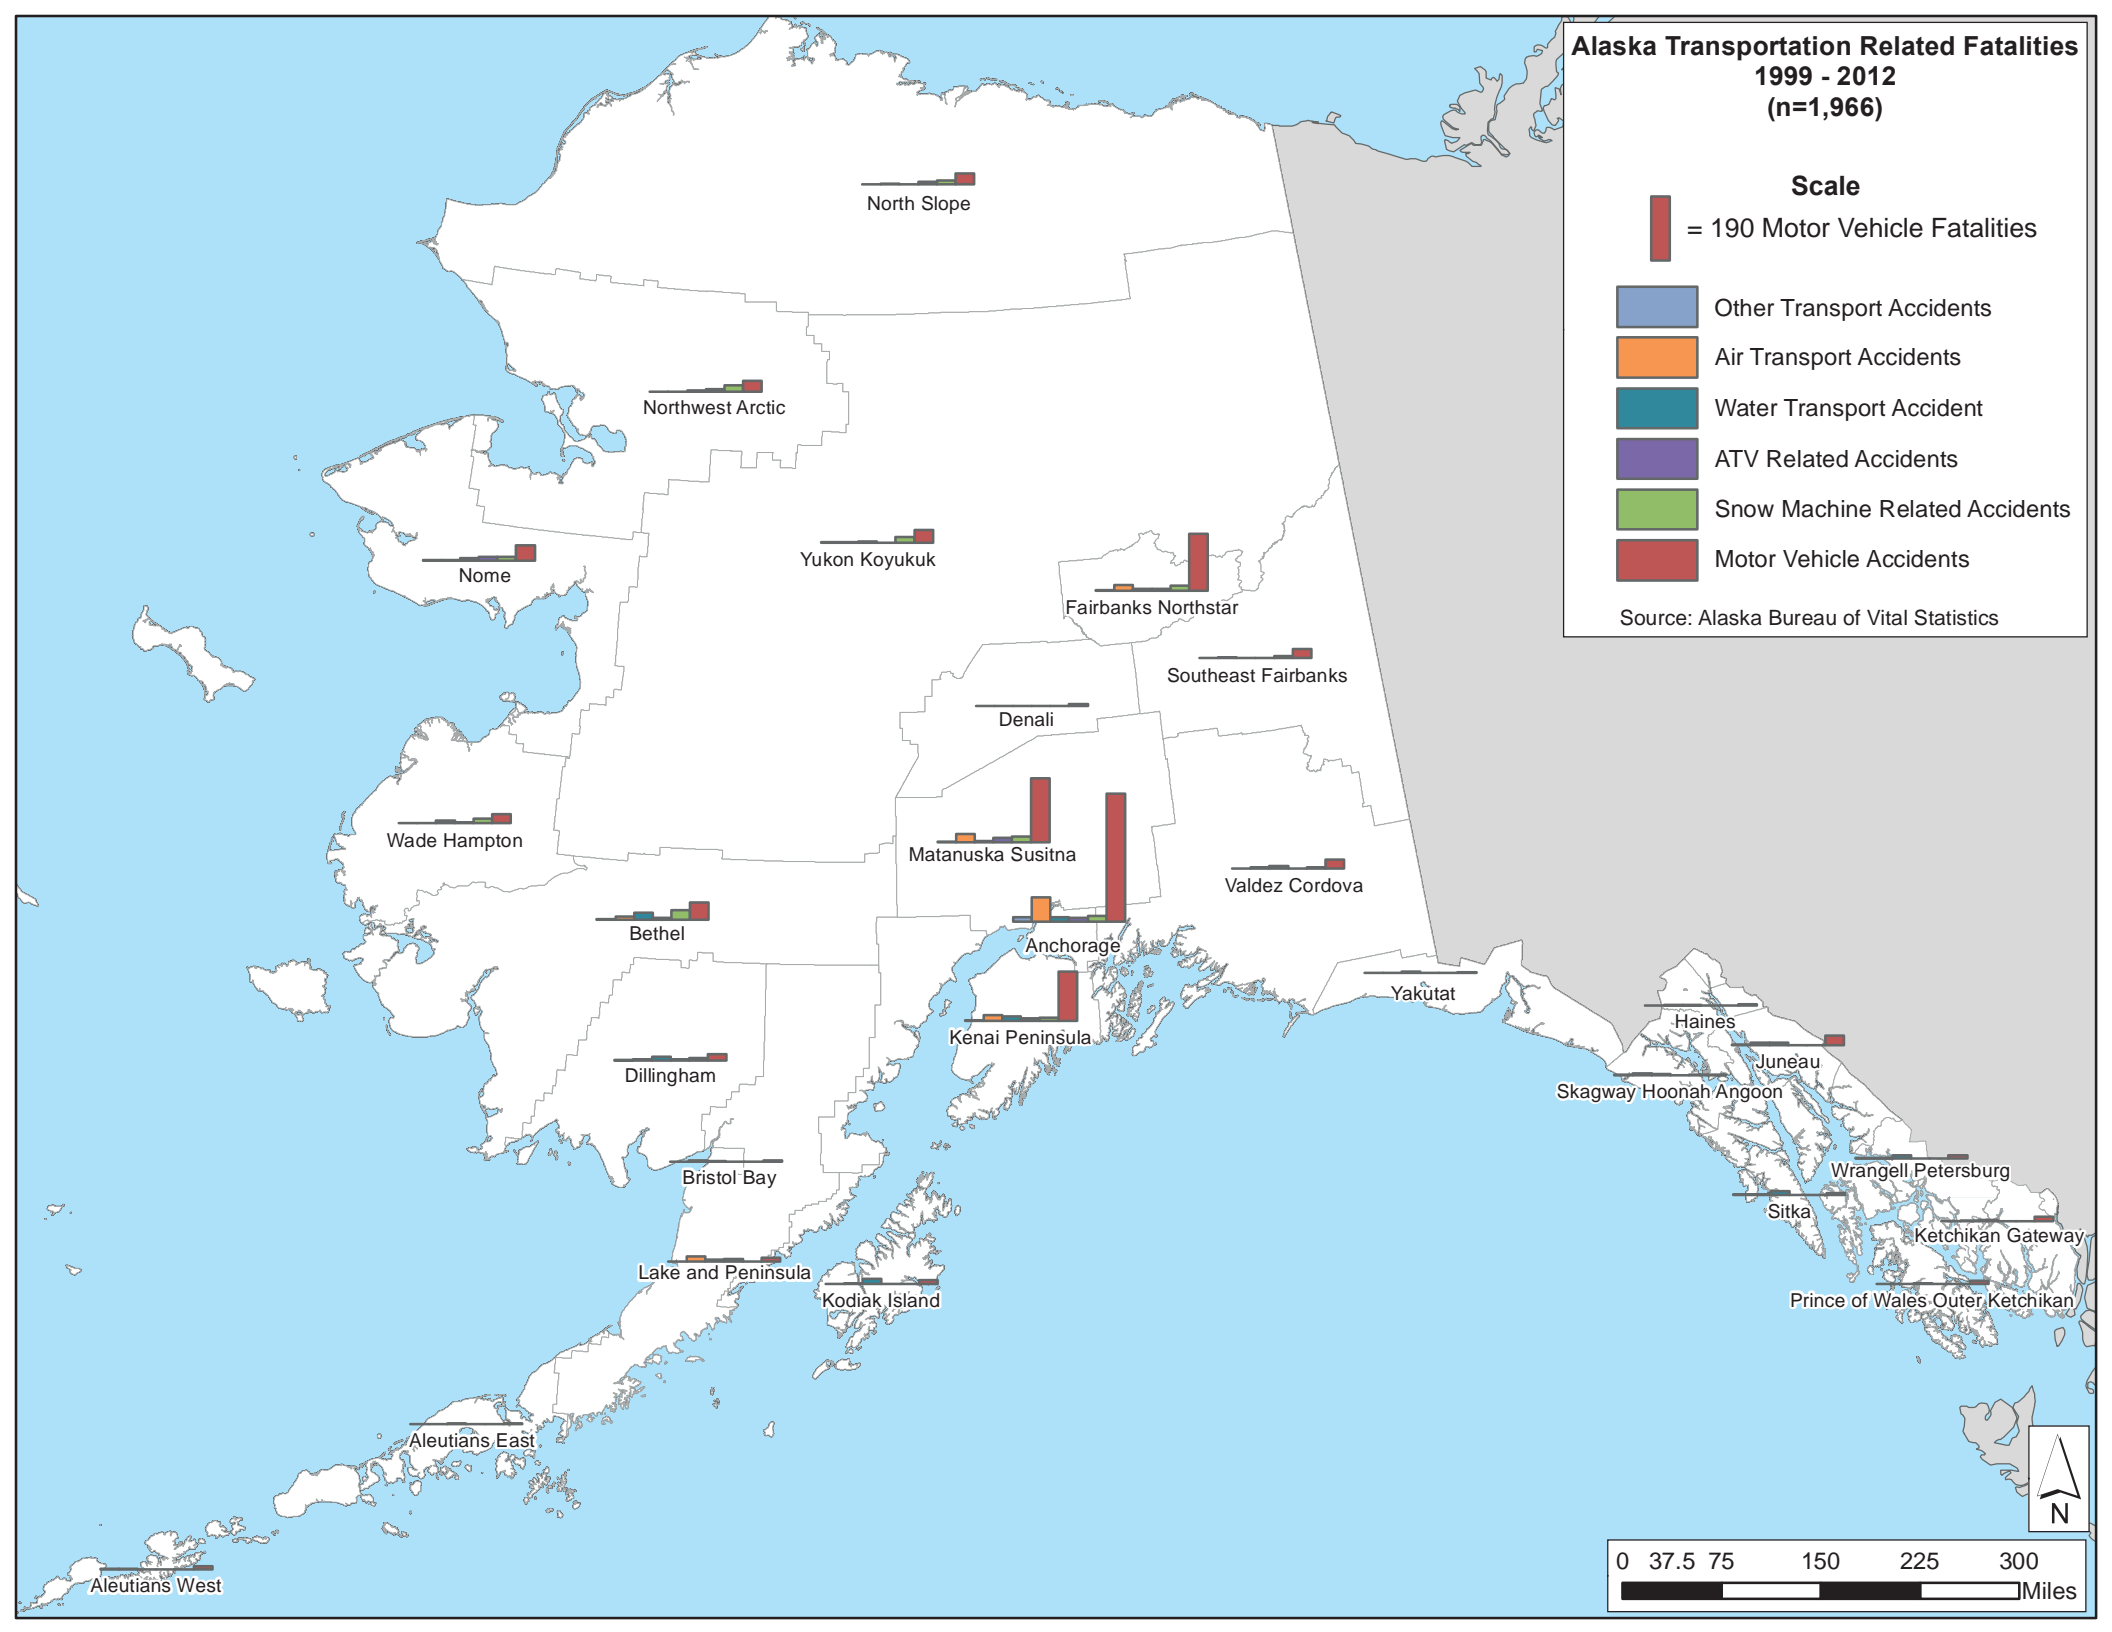 Alaska Transportation Related Fatalities
1999 - 2012
(n=1,966)
Scale
= 190 Motor Vehicle Fatalities
Other Transport Accidents
Air Transport Accidents
Water Transport Accident
ATV Related Accidents
Snow Machine Related Accidents
Motor Vehicle Accidents
Source: Alaska Bureau of Vital Statistics
North Slope
Northwest Arctic
Nome
Yukon Koyukuk
Fairbanks Northstar
Southeast Fairbanks
Denali
Wade Hampton
Matanuska Susitna
Valdez Cordova
Bethel
Anchorage
Yakutat
Haines
Kenai Peninsula
Juneau
Dillingham
Skagway Hoonah Angoon
Bristol Bay
Wrangell Petersburg
Sitka
Ketchikan Gateway
Lake and Peninsula
Kodiak Island
Prince of Wales Outer Ketchikan
Aleutians East
Aleutians West
N
0 37.5 75 150 225 300
Miles